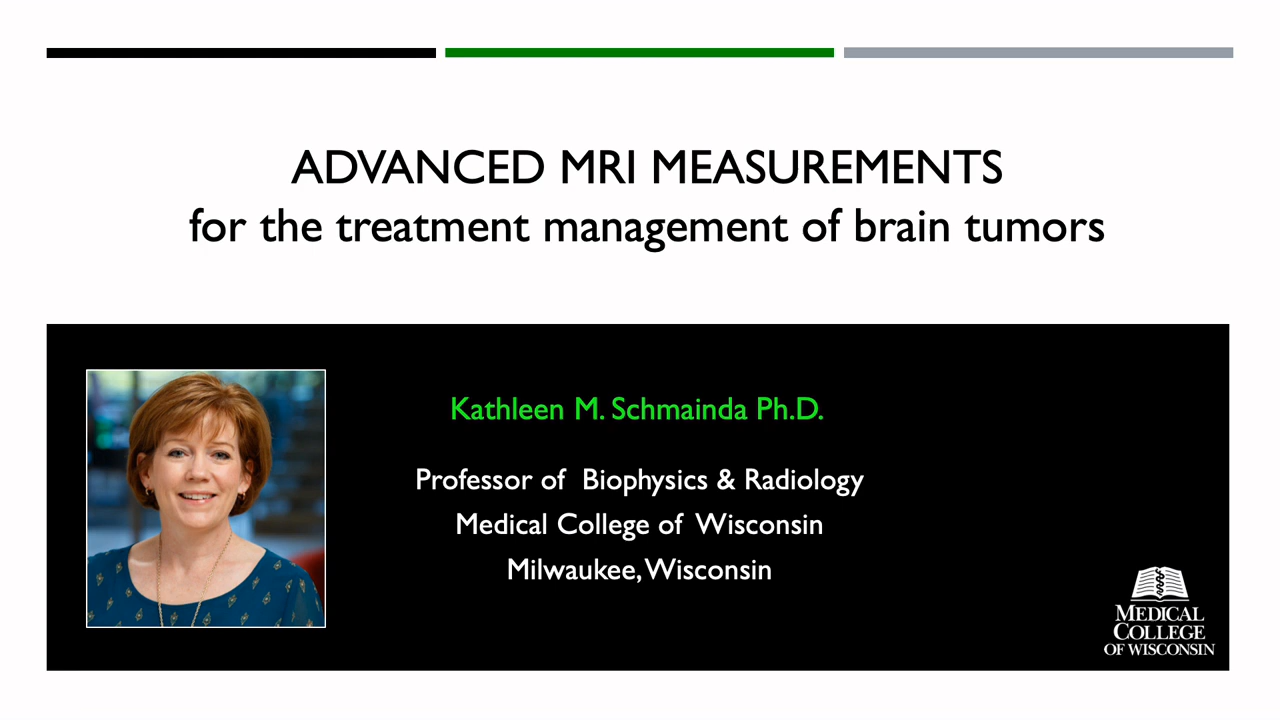 ADVANCED MRI MEASUREMENTS
for the treatment management of brain tumors
Kathleen M. Schmainda Ph.D.
Professor of Biophysics & Radiology
Medical College of Wisconsin
Milwaukee, Wisconsin
MEDICAL
COLLEGE
OF WISCONSIN